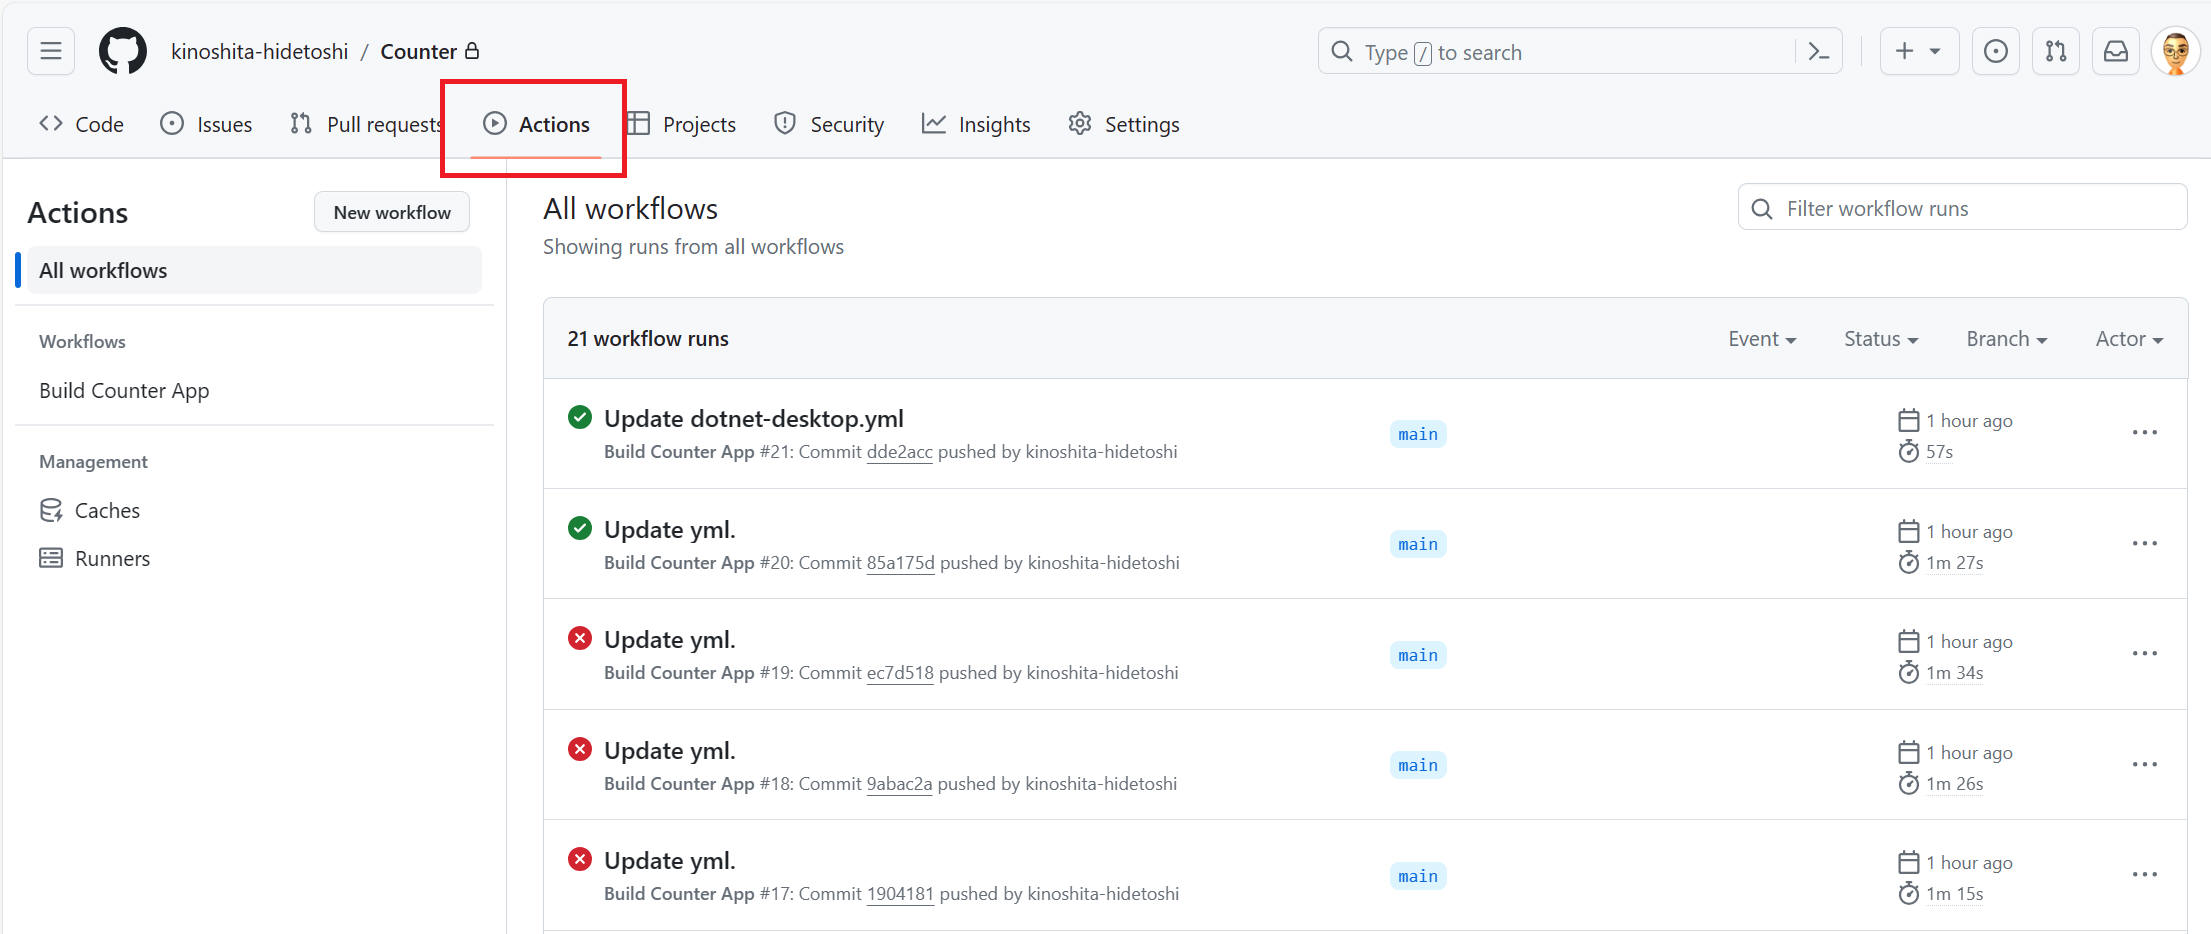 kinoshita-hidetoshi / Counter
Type / to search
Code Issues Pull requests Actions Projects Security Insights Settings
Actions
New workflow
All workflows
Workflows
Build Counter App
Management
Caches
Runners
All workflows
Showing runs from all workflows
Filter workflow runs
21 workflow runs
Event Status Branch Actor
Update dotnet-desktop.yml
Build Counter App #21: Commit dde2acc pushed by kinoshita-hidetoshi
main
1 hour ago
57s
Update yml.
Build Counter App #20: Commit 85a175d pushed by kinoshita-hidetoshi
main
1 hour ago
1m 27s
Update yml.
Build Counter App #19: Commit ec7d518 pushed by kinoshita-hidetoshi
main
1 hour ago
1m 34s
Update yml.
Build Counter App #18: Commit 9abac2a pushed by kinoshita-hidetoshi
main
1 hour ago
1m 26s
Update yml.
Build Counter App #17: Commit 1904181 pushed by kinoshita-hidetoshi
main
1 hour ago
1m 15s